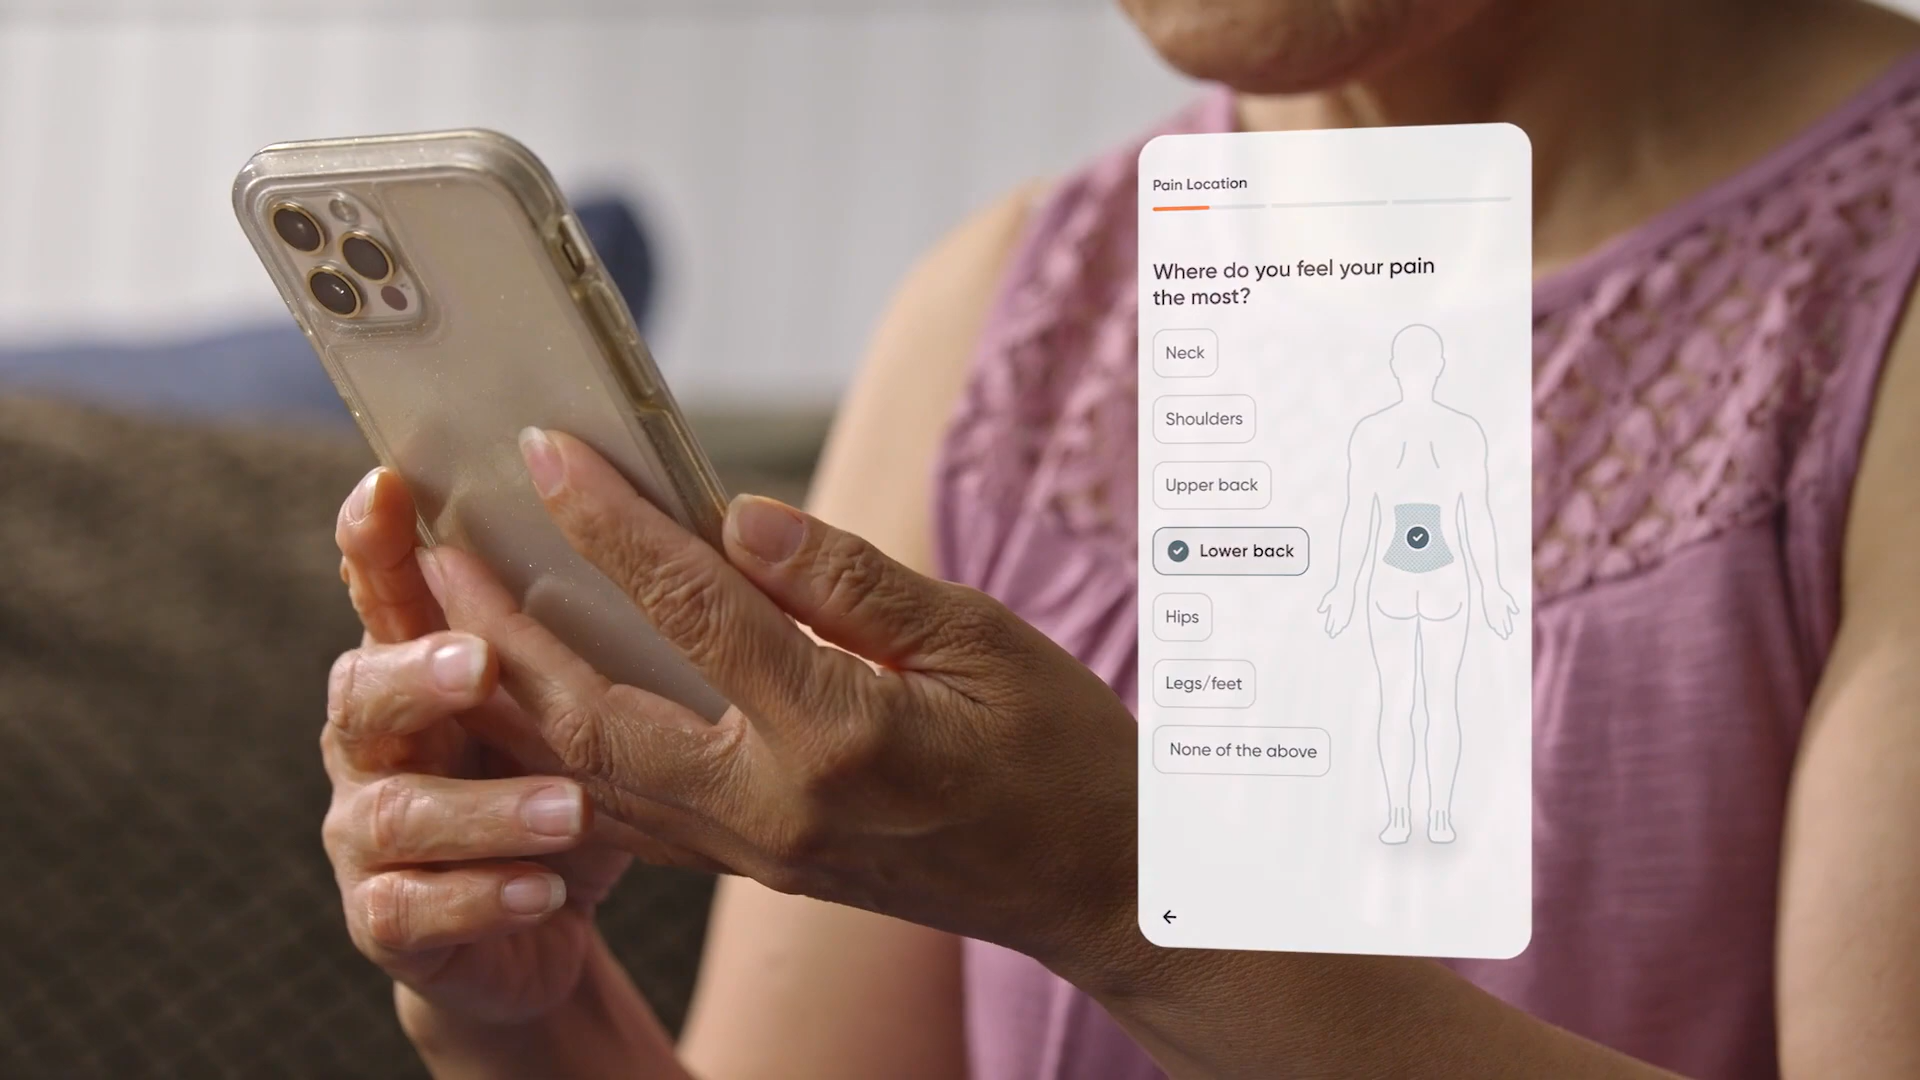 Pain Location
Where do you feel your pain
the most?
Neck
Shoulders
Upper back
Lower back
Hips
Legs/feet
None of the above